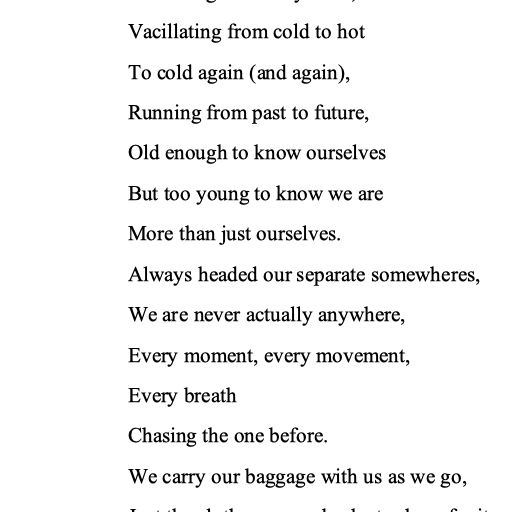 Vacillating from cold to hot
To cold again (and again),
Running from past to future,
Old enough to know ourselves
But too young to know we are
More than just ourselves.
Always headed our separate somewheres,
We are never actually anywhere,
Every moment, every movement,
Every breath
Chasing the one before.
We carry our baggage with us as we go,